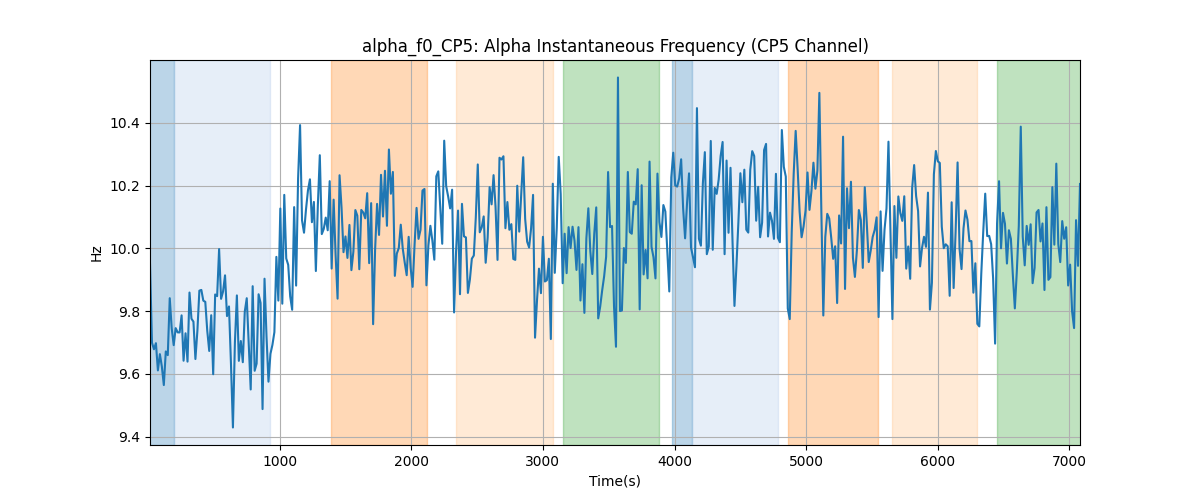 alpha_f0_CP5: Alpha Instantaneous Frequency (CP5 Channel)
Hz
10.4
10.2
10.0
9.8
9.6
9.4
1000 2000 3000 4000 5000 6000 7000
Time(s)